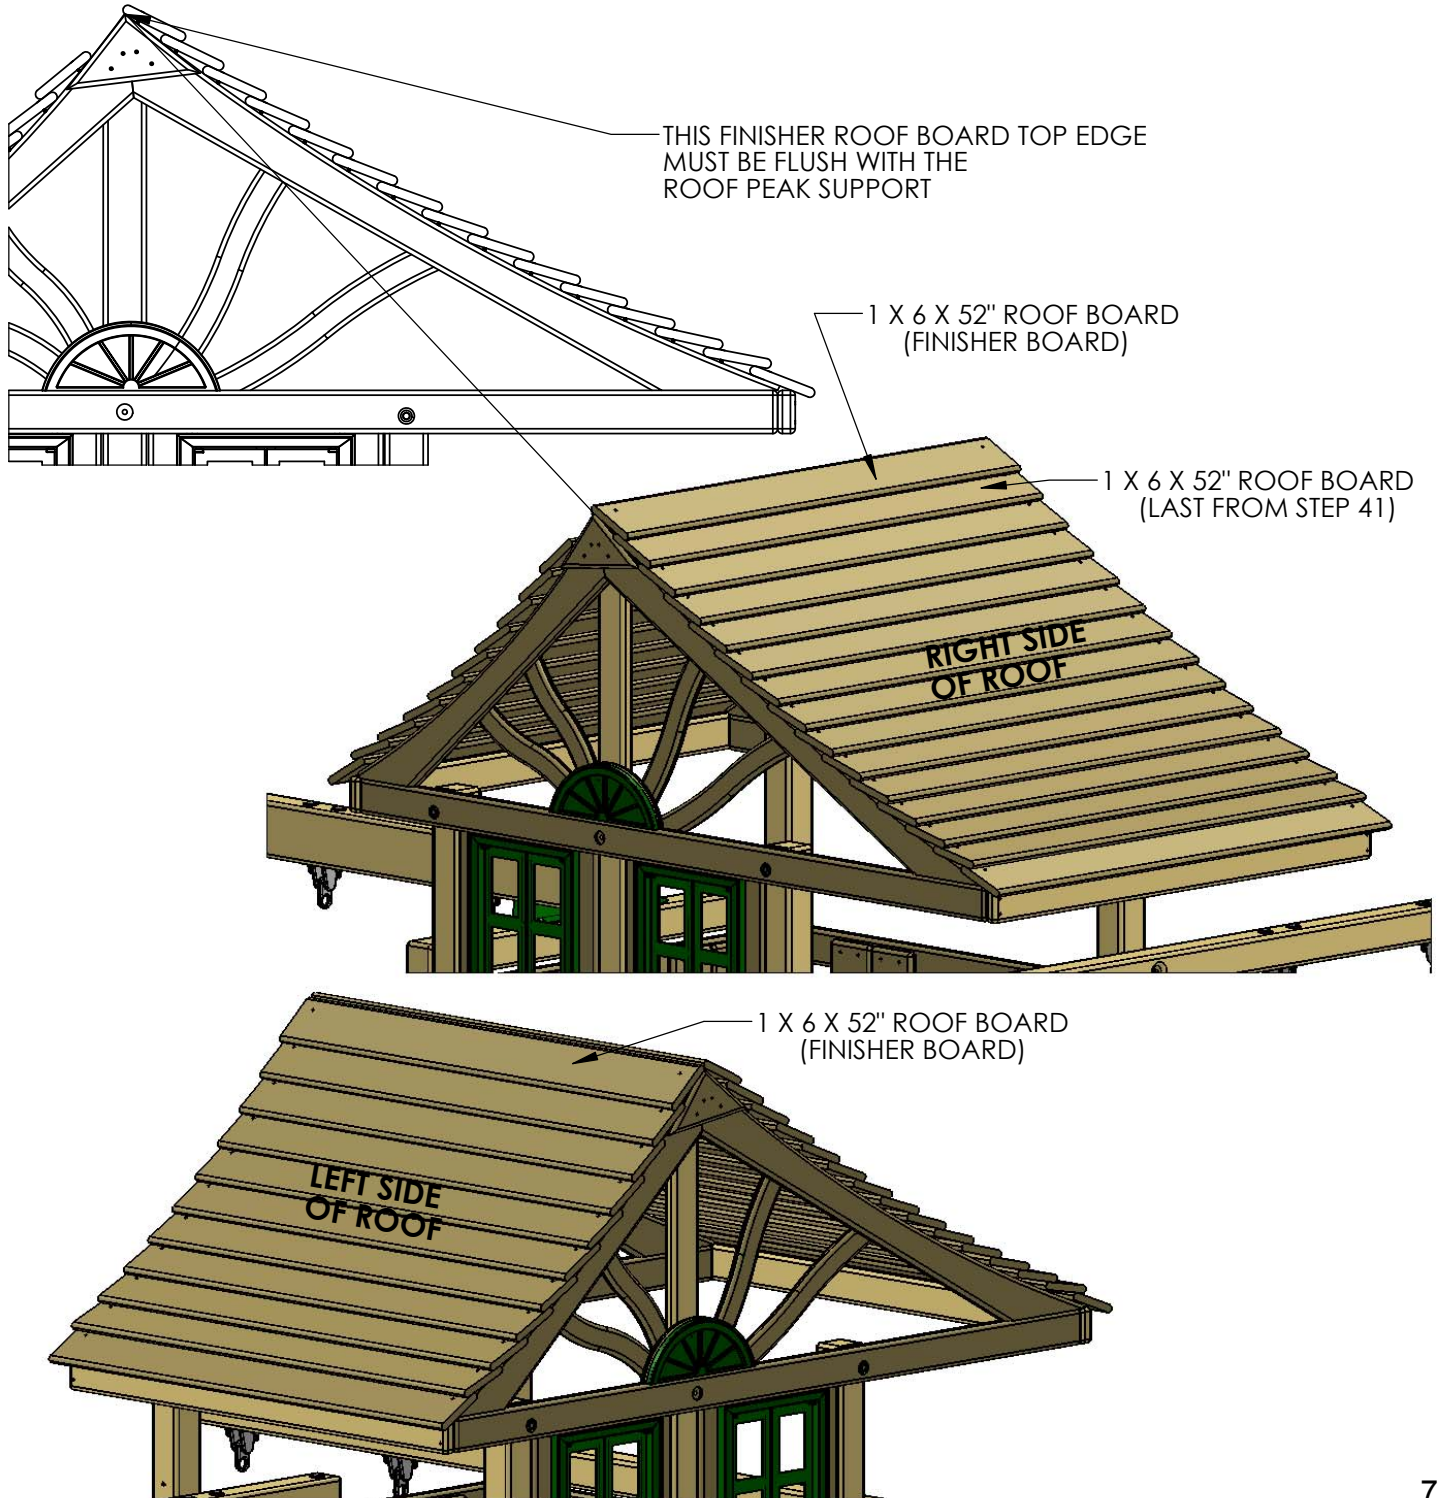 THIS FINISHER ROOF BOARD TOP EDGE
MUST BE FLUSH WITH THE
ROOF PEAK SUPPORT
1 X 6 X 52" ROOF BOARD
(FINISHER BOARD)
1 X 6 X 52" ROOF BOARD
(LAST FROM STEP 41)
RIGHT SIDE
OF ROOF
1 X 6 X 52" ROOF BOARD
(FINISHER BOARD)
LEFT SIDE
OF ROOF
7